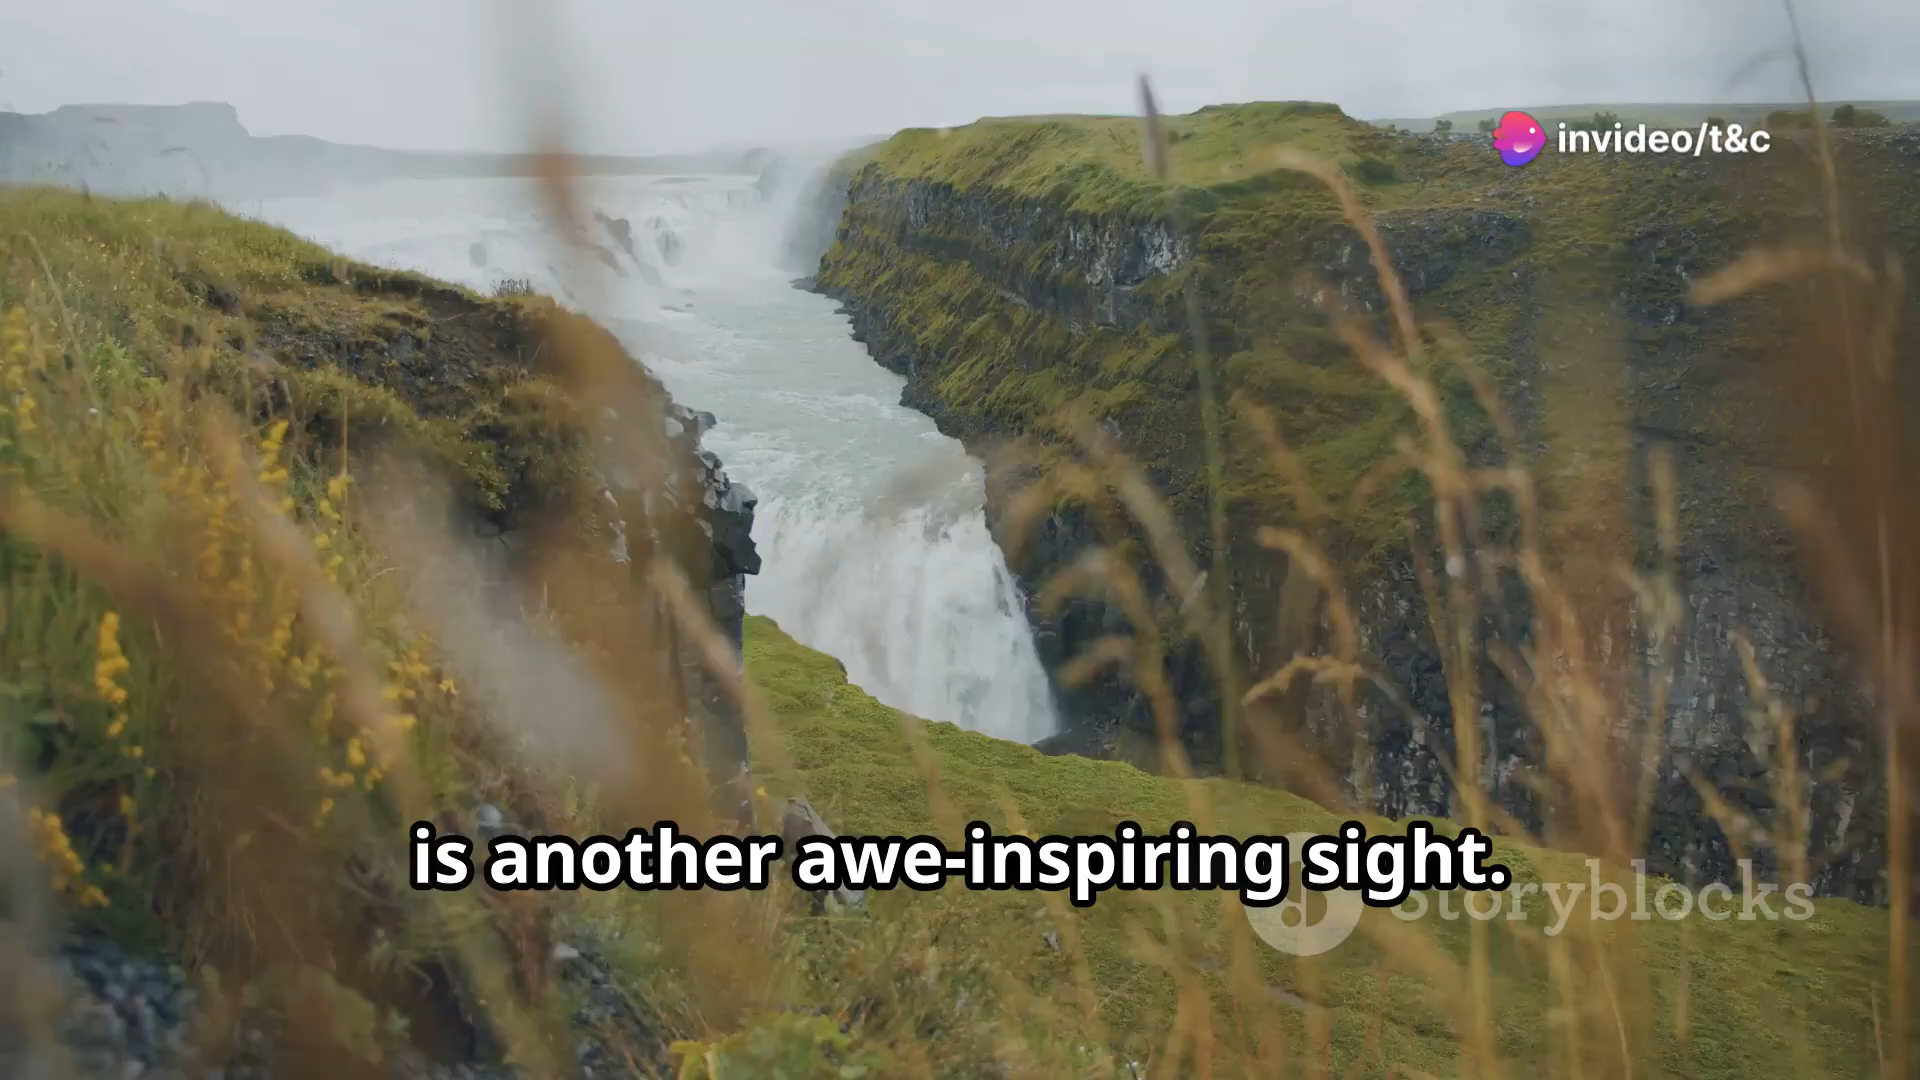 invideo/t&c
is another awe-inspiring sight.
storyblocks